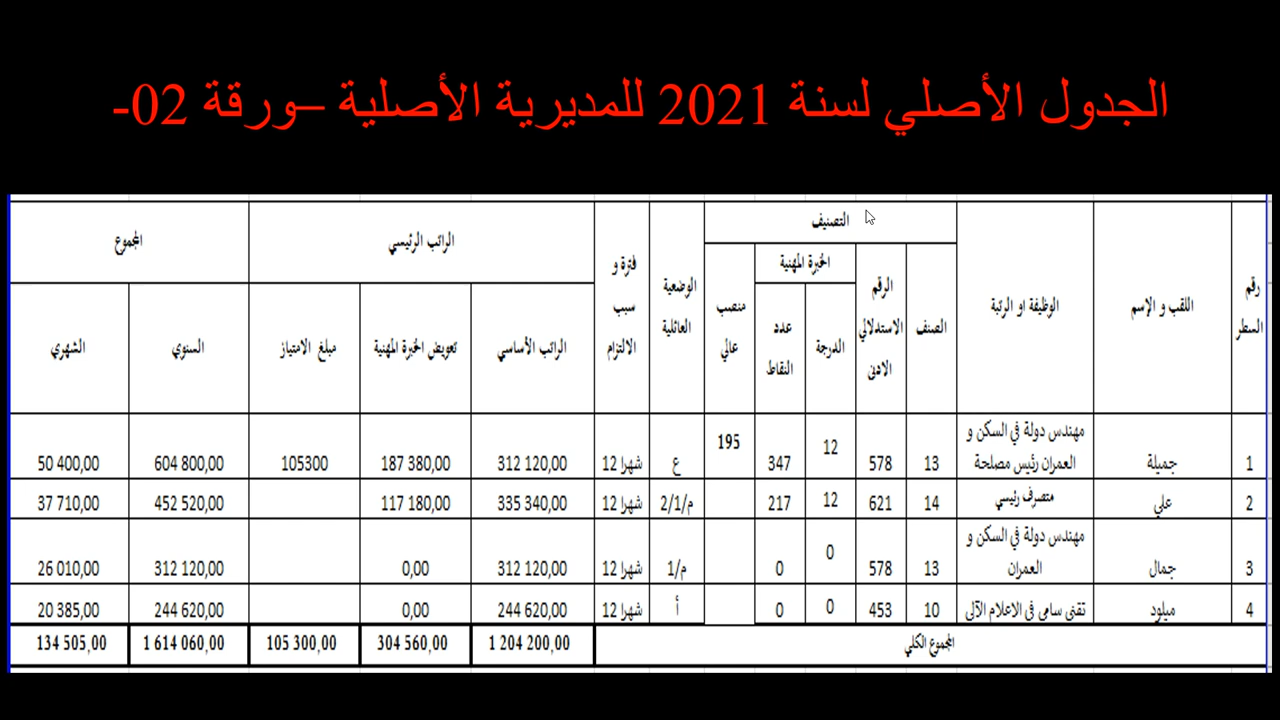 الجدول الأصلي لسنة 2021 للمديرية الأصلية –ورقة 02-
رقم السطر | اللقب و الإسم | الوظيفة او الرتبة | التصنيف | الوضعية العائلية | فترة و سبب الالتزام | الراتب الرئيسي | المجموع
الصنف | الرقم الاستدلالي الادنى | الخبرة المهنية | منصب عالي | الراتب الأساسي | تعويض الخبرة المهنية | مبلغ الامتياز | السنوي | الشهري
الدرجة | عدد النقاط
1 | جميلة | مهندس دولة في السكن و العمران رئيس مصلحة | 13 | 578 | 12 | 347 | 195 | ع | 12 شهرا | 312 120,00 | 187 380,00 | 105300 | 604 800,00 | 50 400,00
2 | علي | متصرف رئيسي | 14 | 621 | 12 | 217 | م/2/1 | 12 شهرا | 335 340,00 | 117 180,00 | 452 520,00 | 37 710,00
3 | جمال | مهندس دولة في السكن و العمران | 13 | 578 | 0 | 0 | م/1 | 12 شهرا | 312 120,00 | 0,00 | 312 120,00 | 26 010,00
4 | ميلود | تقني سامي في الاعلام الآلي | 10 | 453 | 0 | 0 | أ | 12 شهرا | 244 620,00 | 0,00 | 244 620,00 | 20 385,00
المجموع الكلي | 1 204 200,00 | 304 560,00 | 105 300,00 | 1 614 060,00 | 134 505,00